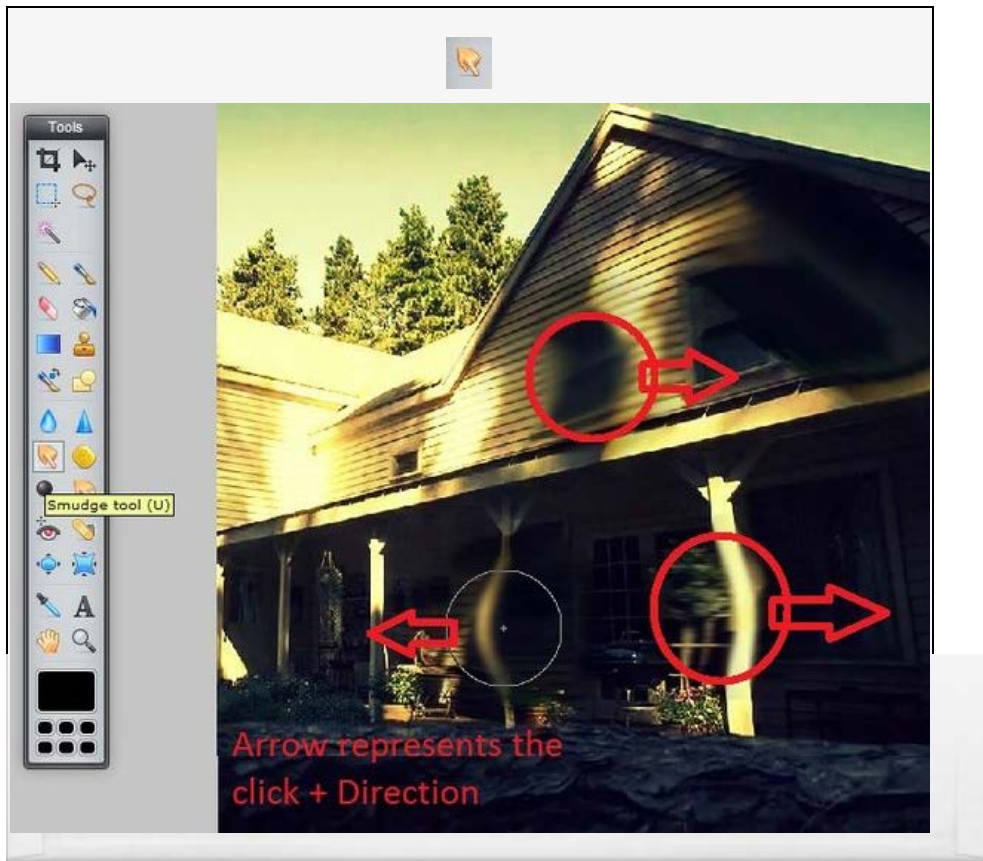 Tools
Smudge tool (U)
Arrow represents the
click + Direction